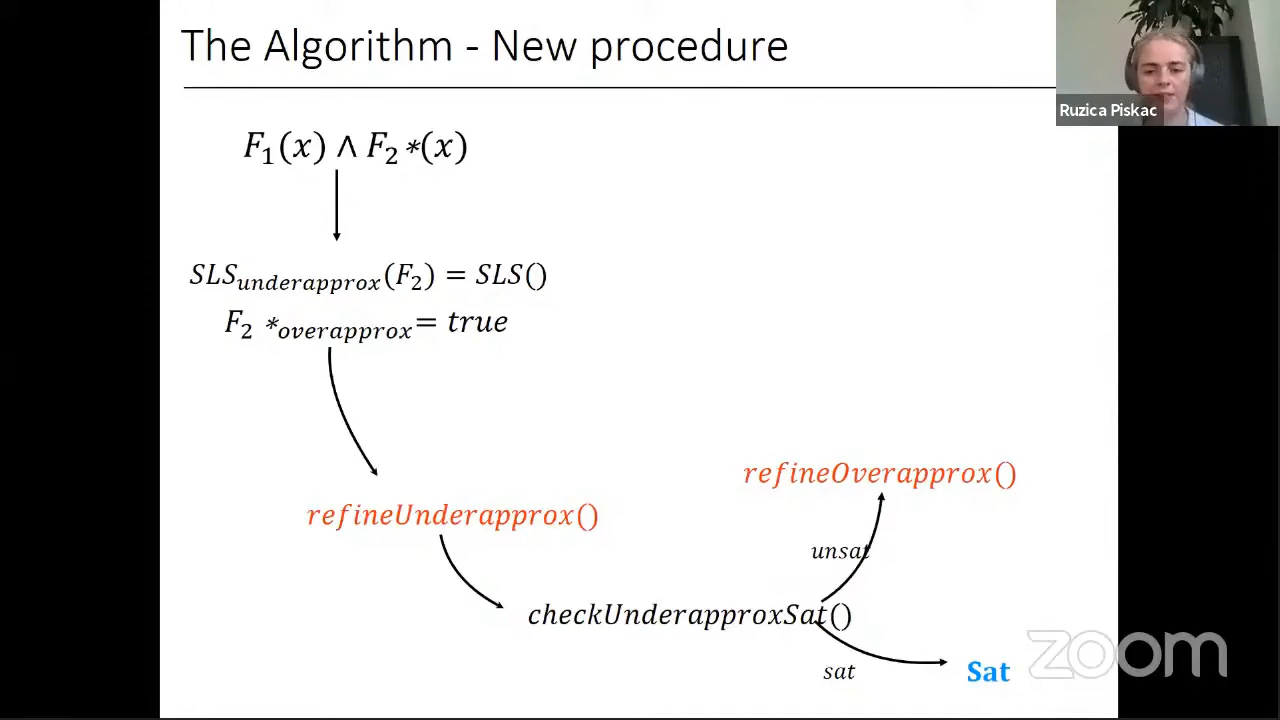 The Algorithm - New procedure
Ruzica Piskac
F₁(x) ∧ F₂*(x)
SLS_underapprox(F₂) = SLS()
F₂ *_overapprox = true
refineOverapprox()
refineUnderapprox()
unsat
checkUnderapproxSat()
sat
Sat
zoom